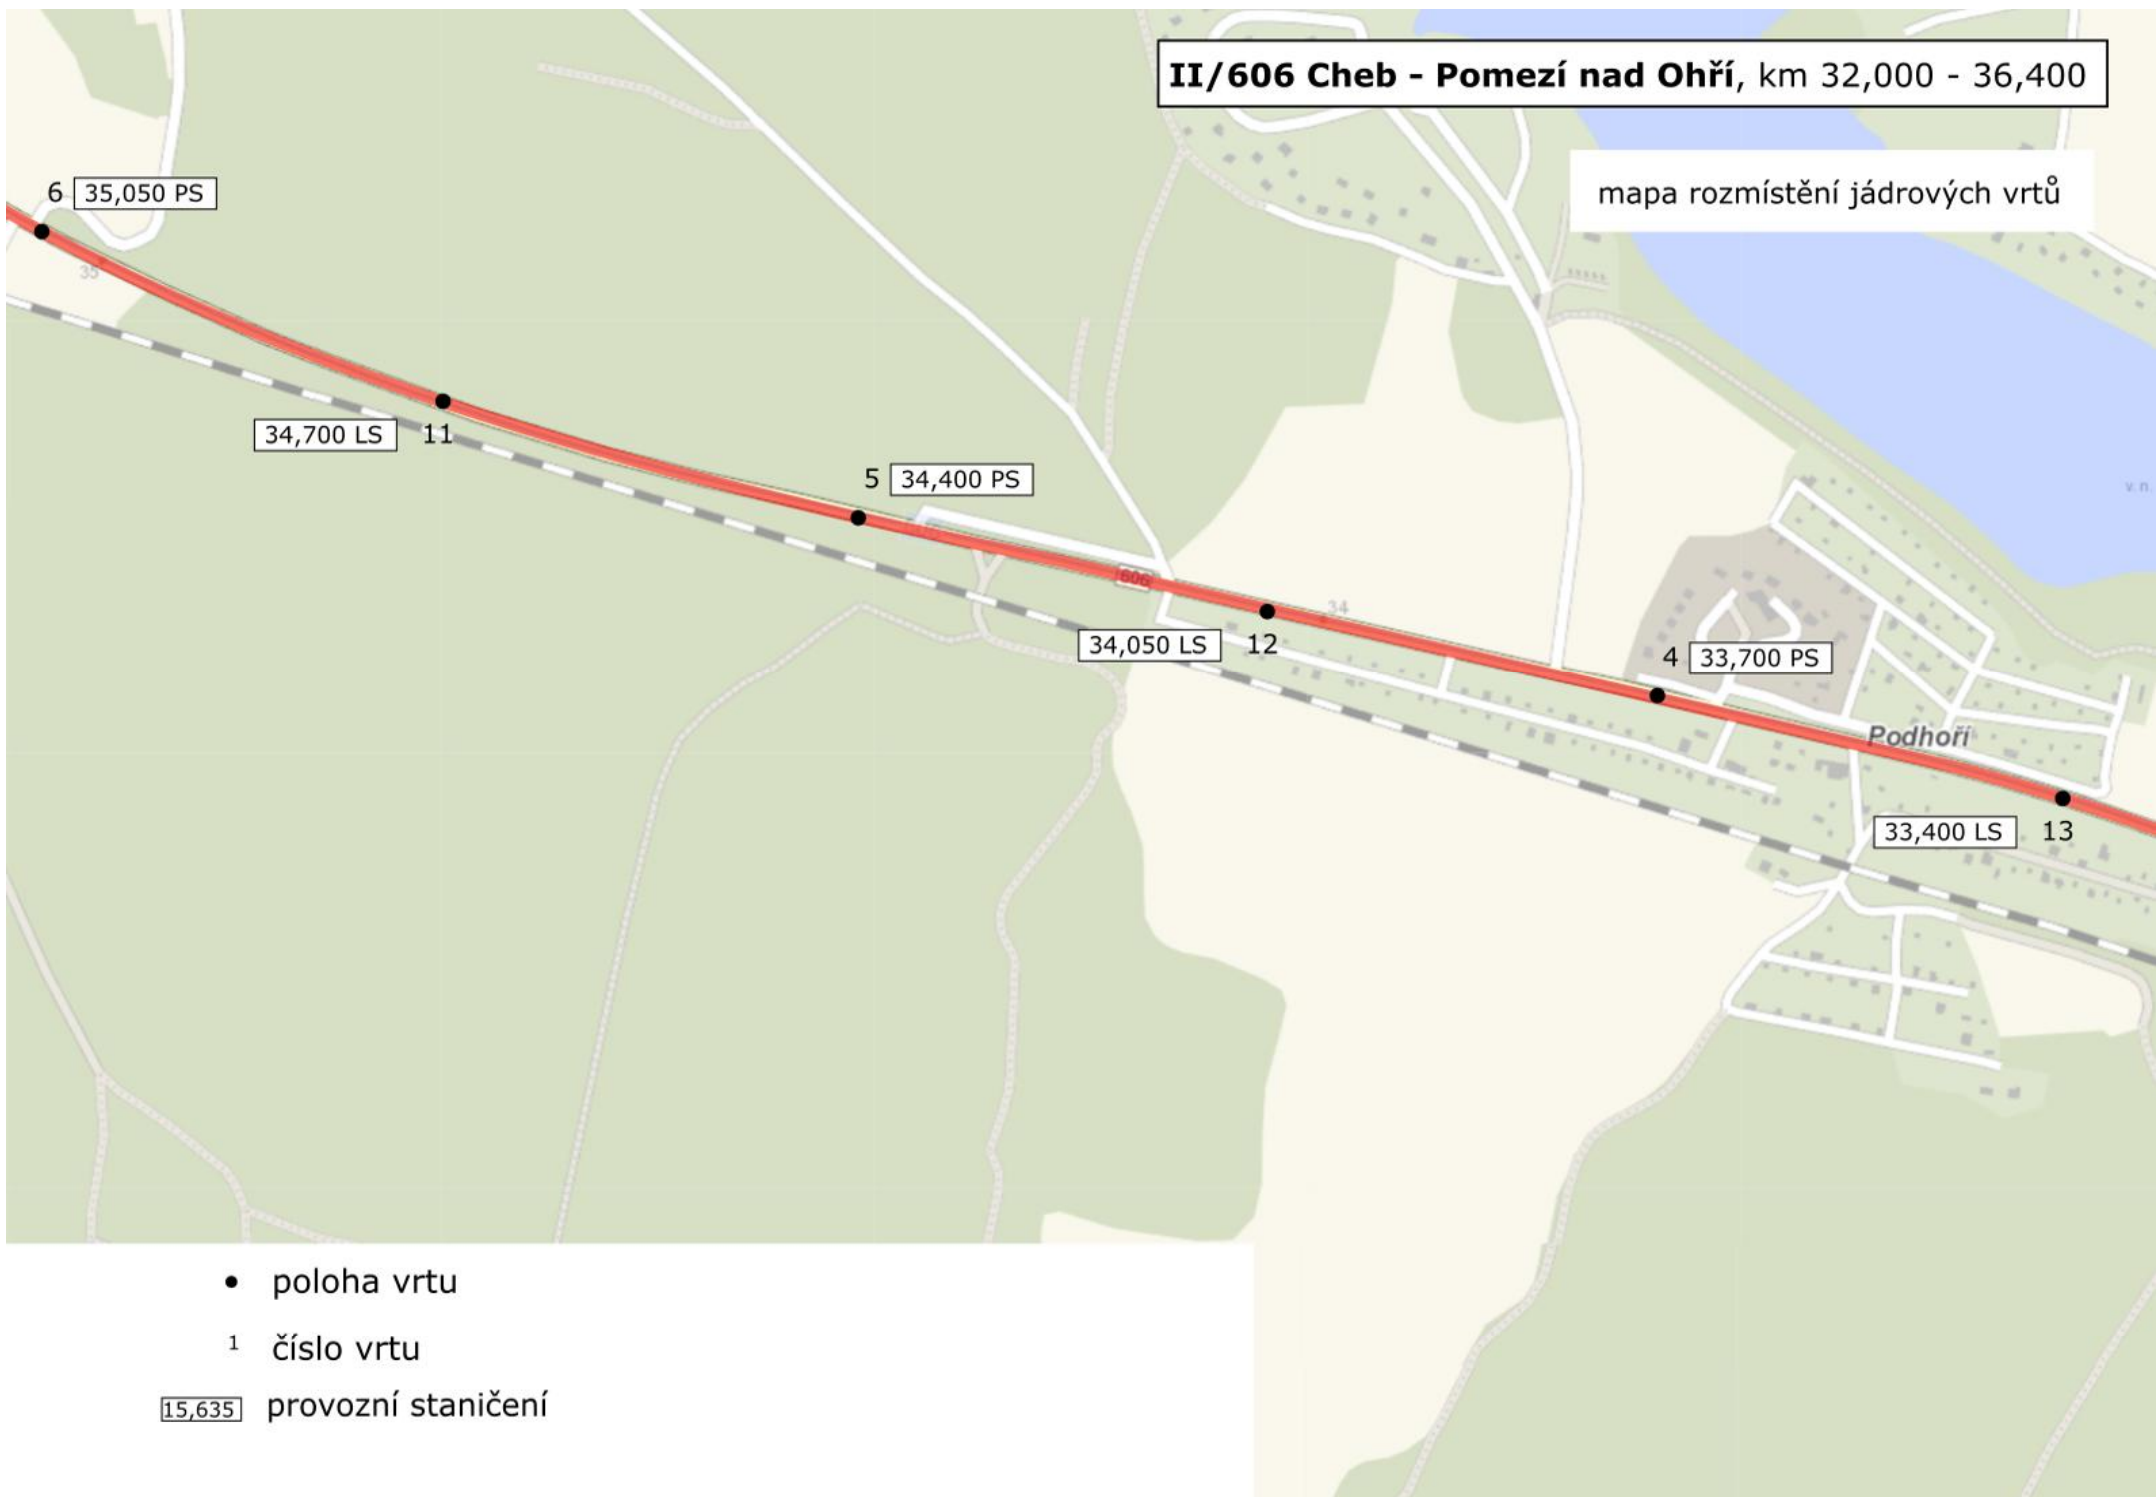 II/606 Cheb - Pomezí nad Ohří, km 32,000 - 36,400
mapa rozmístění jádrových vrtů
6 35,050 PS
35
34,700 LS 11
5 34,400 PS
v. n.
606
34
34,050 LS 12
4 33,700 PS
Podhoří
33,400 LS 13
poloha vrtu
1 číslo vrtu
15,635 provozní staničení